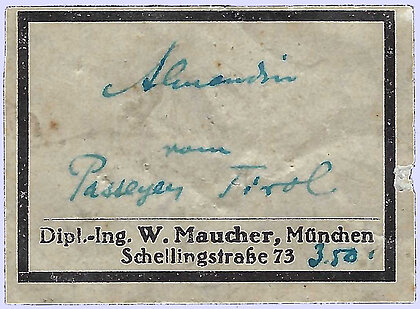 Almandin
vom
Passeyer Tirol
Dipl.-Ing. W. Maucher, München
Schellingstraße 73 3.50.